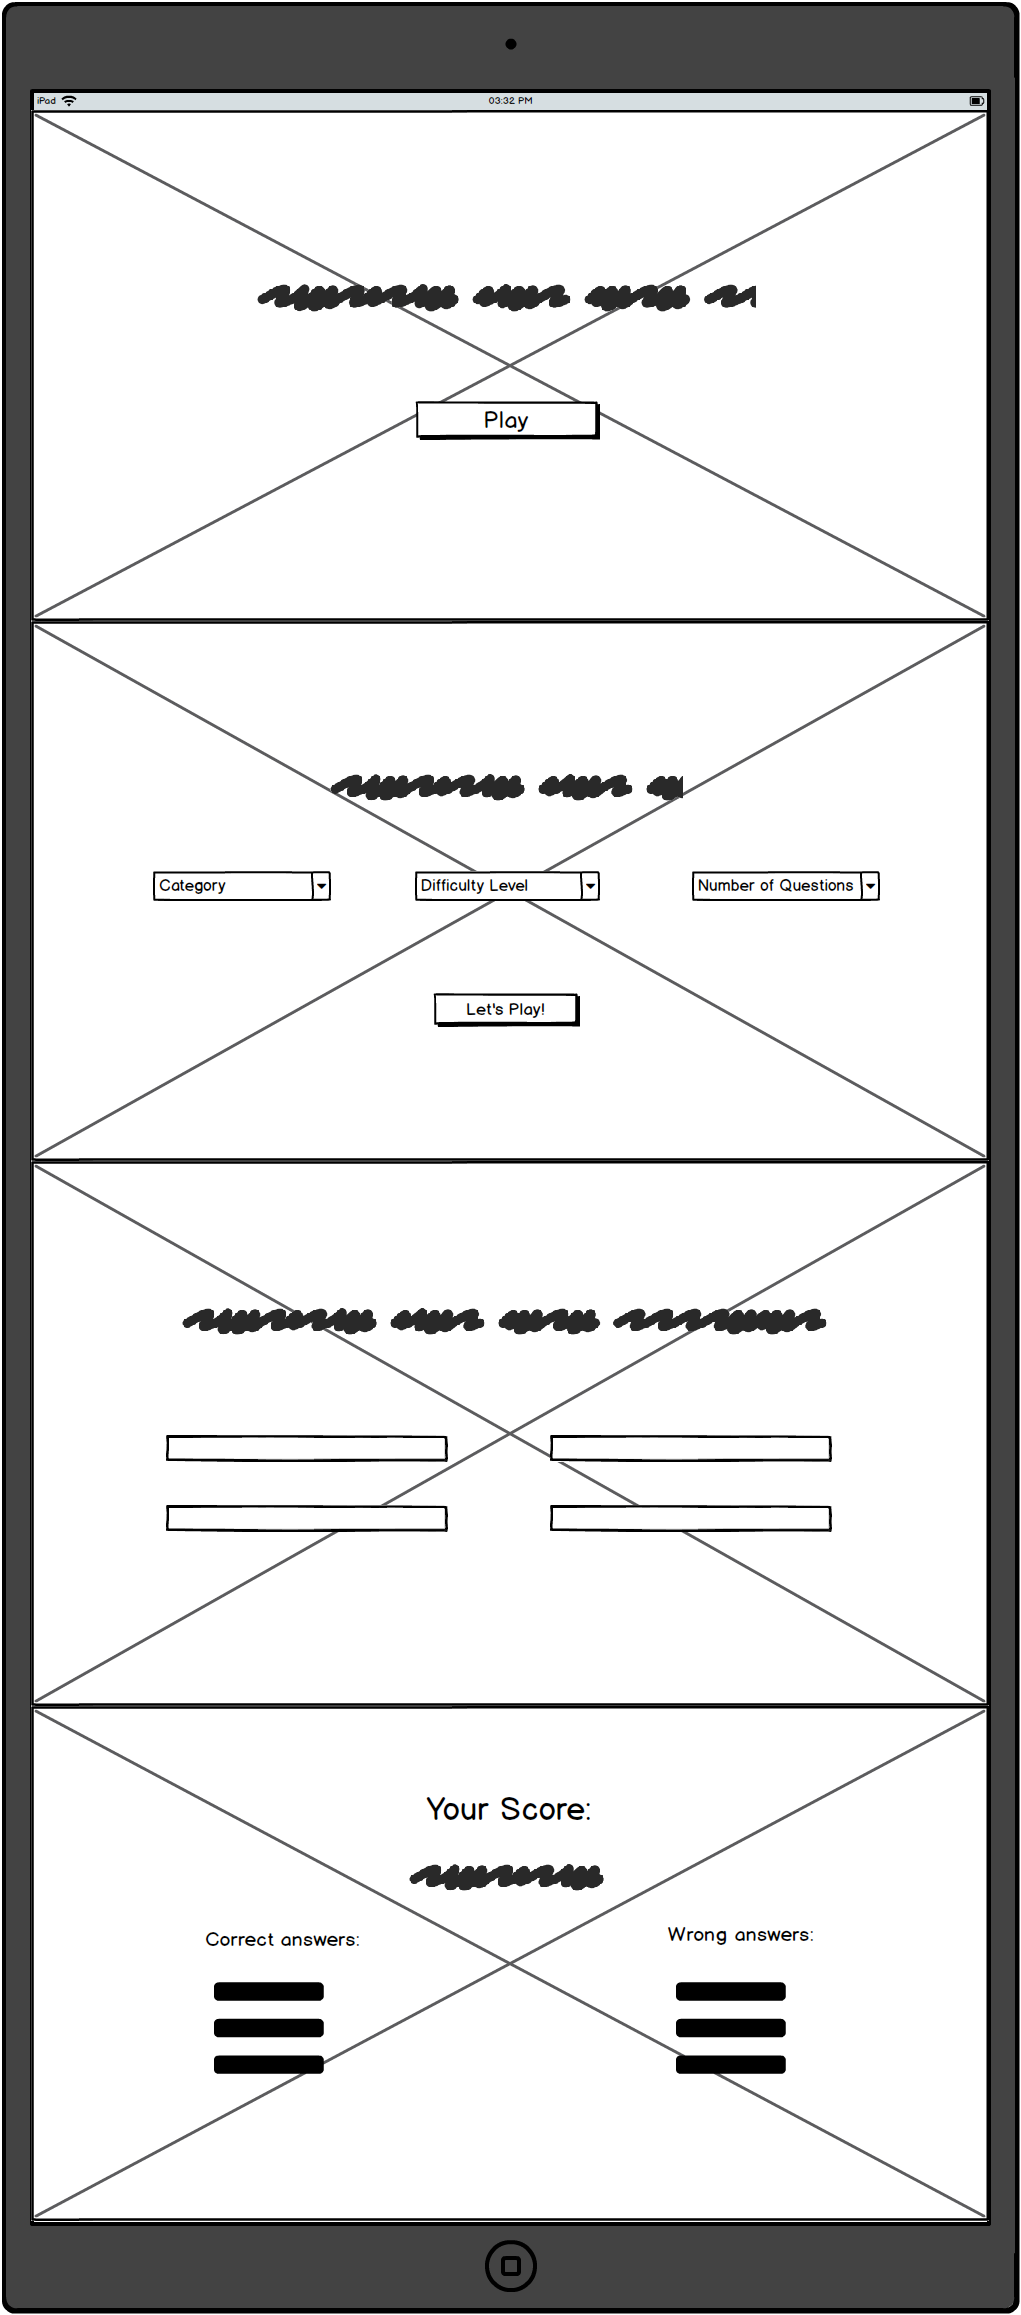 iPad 03:32 PM
Play
Category Difficulty Level Number of Questions
Let's Play!
Your Score:
Correct answers: Wrong answers: